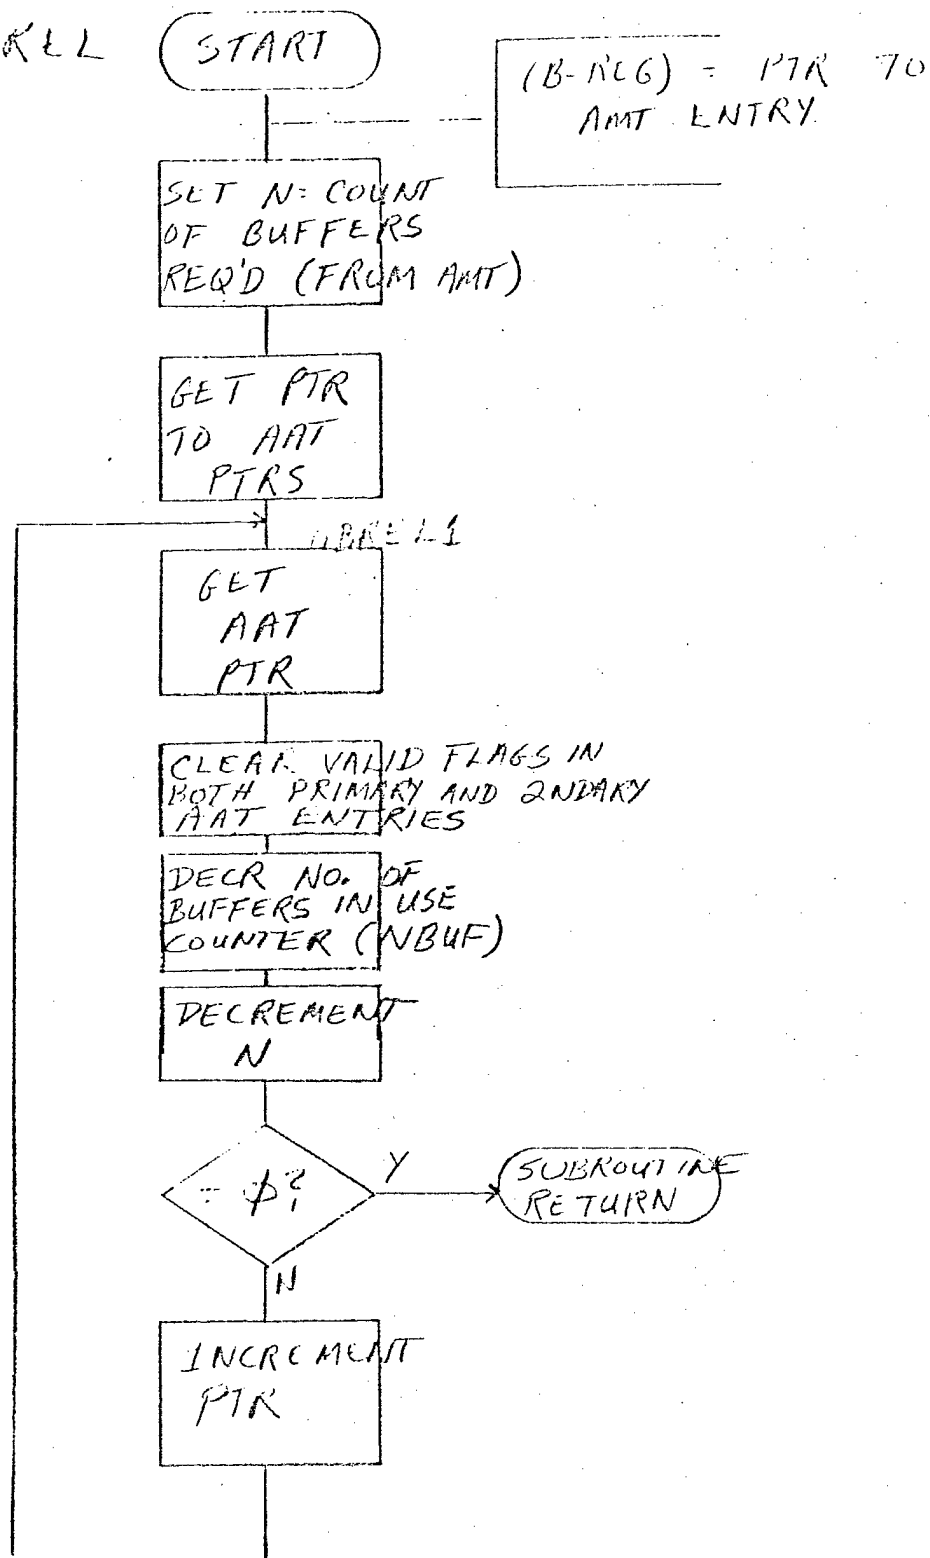 START
(B-REG) = PTR TO
AMT ENTRY
SET N= COUNT
OF BUFFERS
REQ'D (FROM AMT)
GET PTR
TO AAT
PTRS
GET
AAT
PTR
CLEAR VALID FLAGS IN
BOTH PRIMARY AND 2NDARY
AAT ENTRIES
DECR NO. OF
BUFFERS IN USE
COUNTER (NBUF)
DECREMENT
N
= φ?
Y
SUBROUTINE
RETURN
N
INCREMENT
PTR